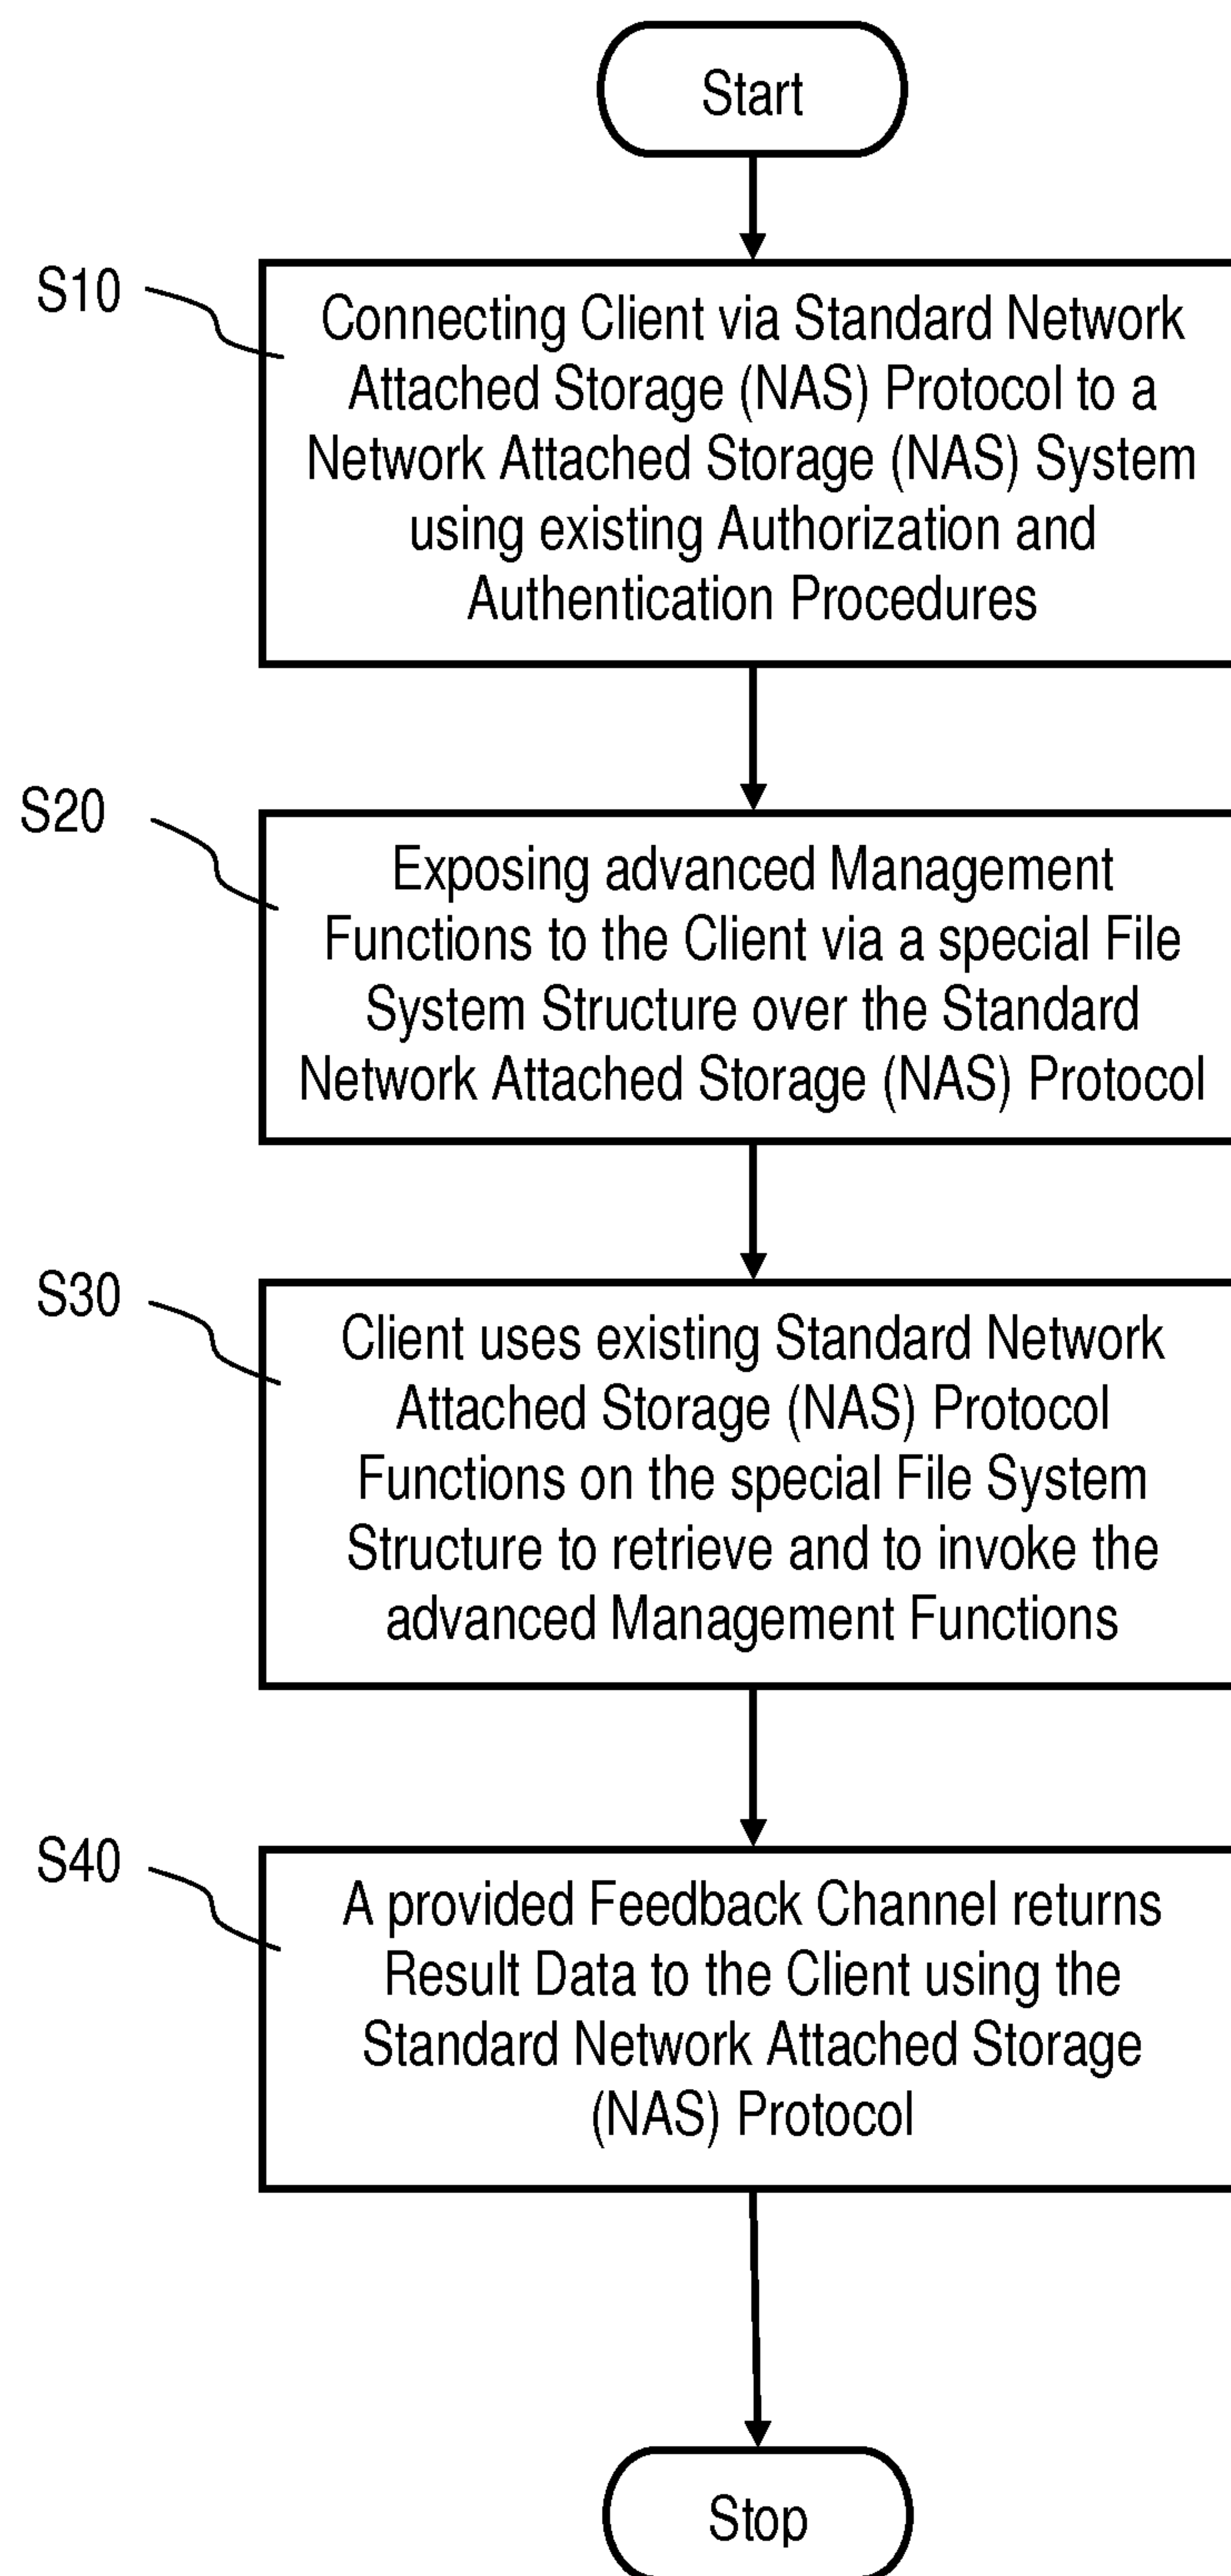 Start
S10
Connecting Client via Standard Network
Attached Storage (NAS) Protocol to a
Network Attached Storage (NAS) System
using existing Authorization and
Authentication Procedures
S20
Exposing advanced Management
Functions to the Client via a special File
System Structure over the Standard
Network Attached Storage (NAS) Protocol
S30
Client uses existing Standard Network
Attached Storage (NAS) Protocol
Functions on the special File System
Structure to retrieve and to invoke the
advanced Management Functions
S40
A provided Feedback Channel returns
Result Data to the Client using the
Standard Network Attached Storage
(NAS) Protocol
Stop